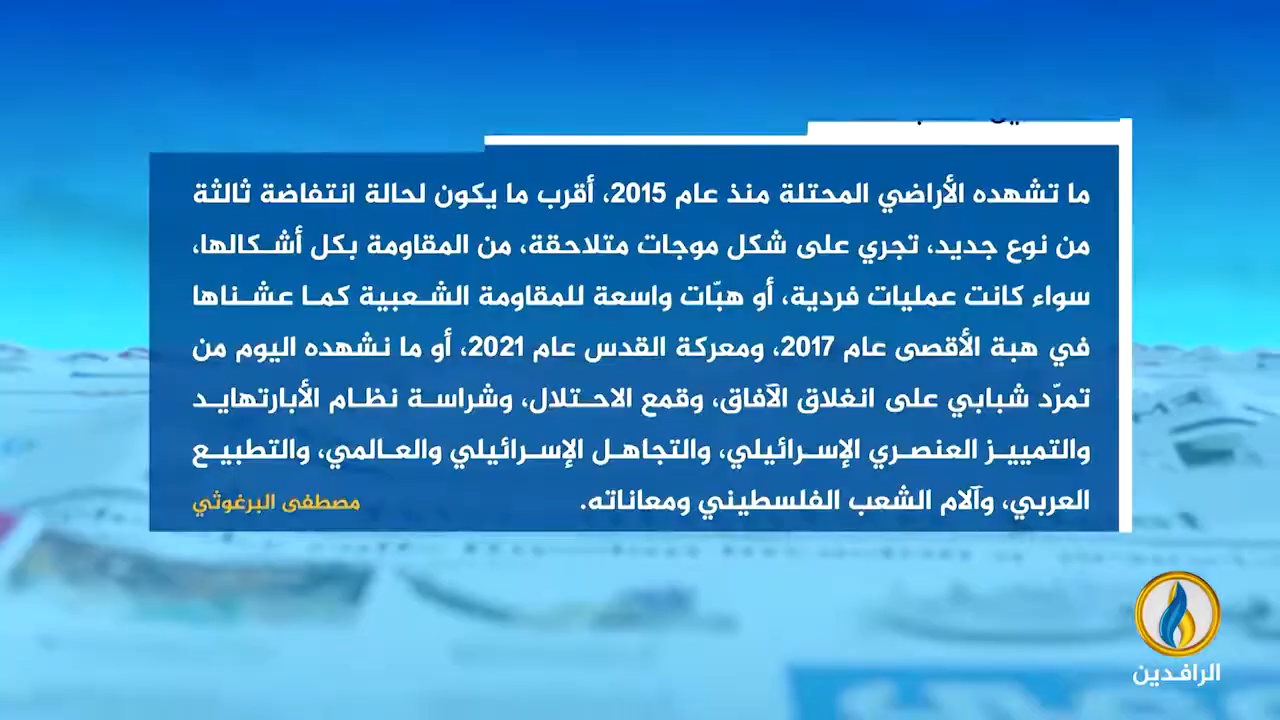 ما تشهده الأراضي المحتلة منذ عام 2015، أقرب ما يكون لحالة انتفاضة ثالثة
من نوع جديد، تجري على شكل موجات متلاحقة، من المقاومة بكل أشكالها،
سواء كانت عمليات فردية، أو هبّات واسعة للمقاومة الشعبية كما عشناها
في هبة الأقصى عام 2017، ومعركة القدس عام 2021، أو ما نشهده اليوم من
تمرّد شبابي على انغلاق الآفاق، وقمع الاحتلال، وشراسة نظام الأبارتهايد
والتمييز العنصري الإسرائيلي، والتجاهل الإسرائيلي والعالمي، والتطبيع
العربي، وآلام الشعب الفلسطيني ومعاناته.
مصطفى البرغوثي
الرافدين